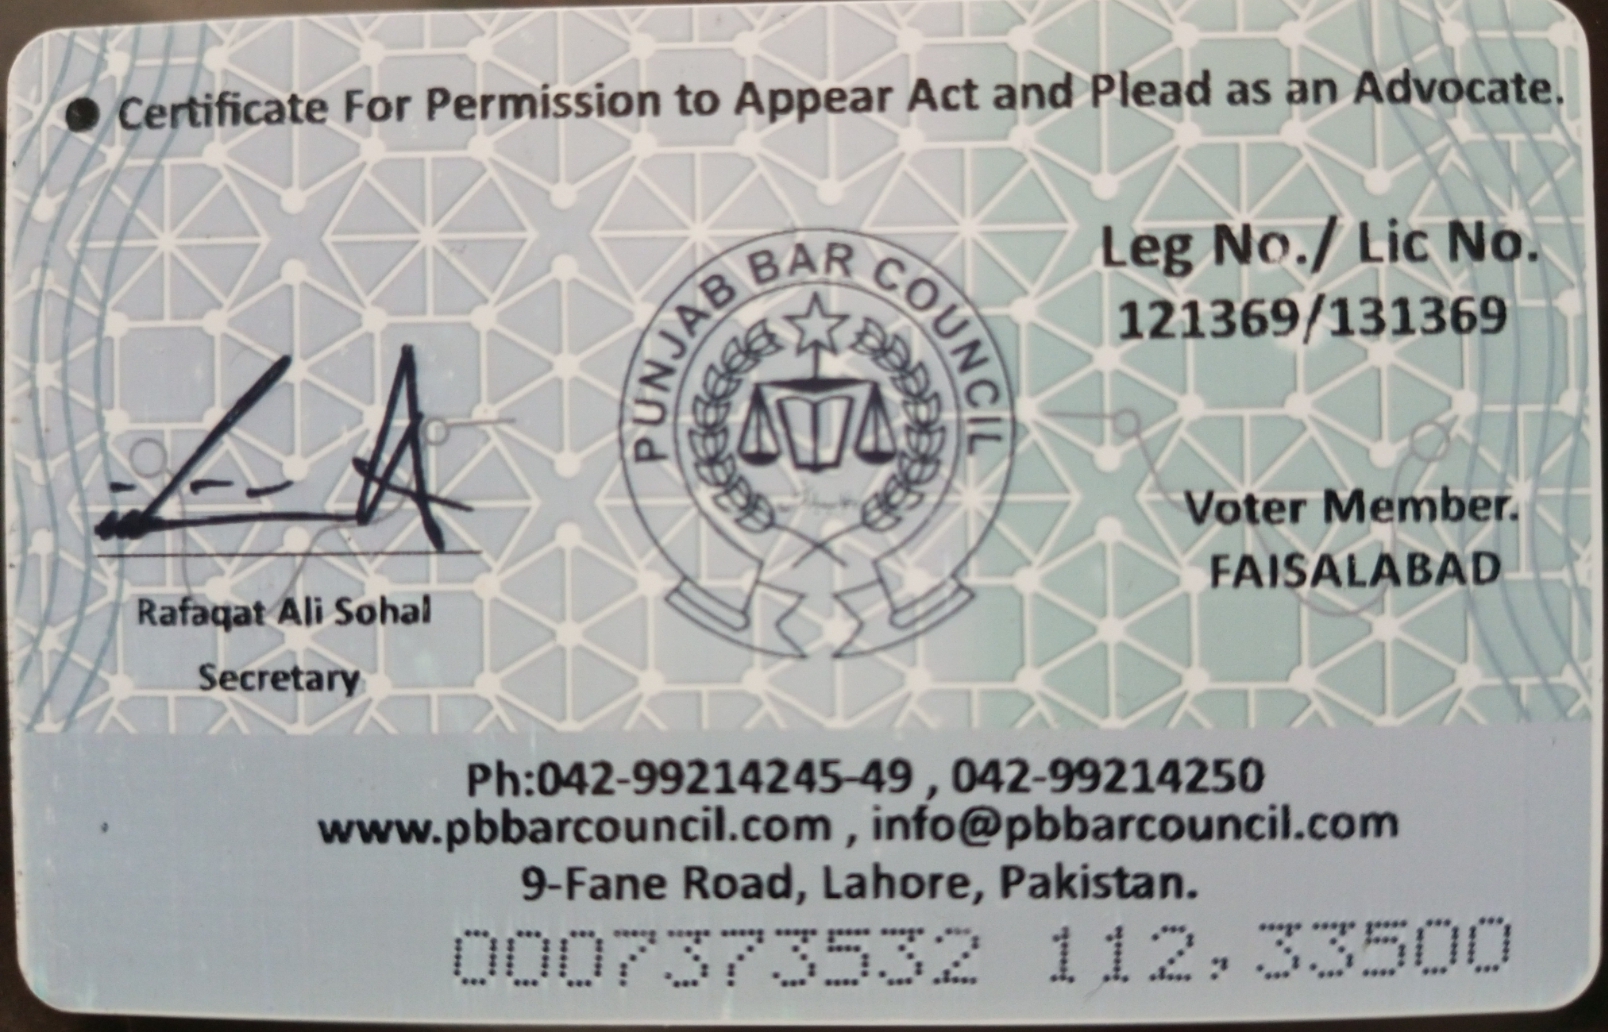 ● Certificate For Permission to Appear Act and Plead as an Advocate.
PUNJAB BAR COUNCIL
Leg No./ Lic No.
121369/131369
Voter Member.
FAISALABAD
Rafaqat Ali Sohal
Secretary
Ph:042-99214245-49 , 042-99214250
www.pbbarcouncil.com , info@pbbarcouncil.com
9-Fane Road, Lahore, Pakistan.
0007373532 112,33500